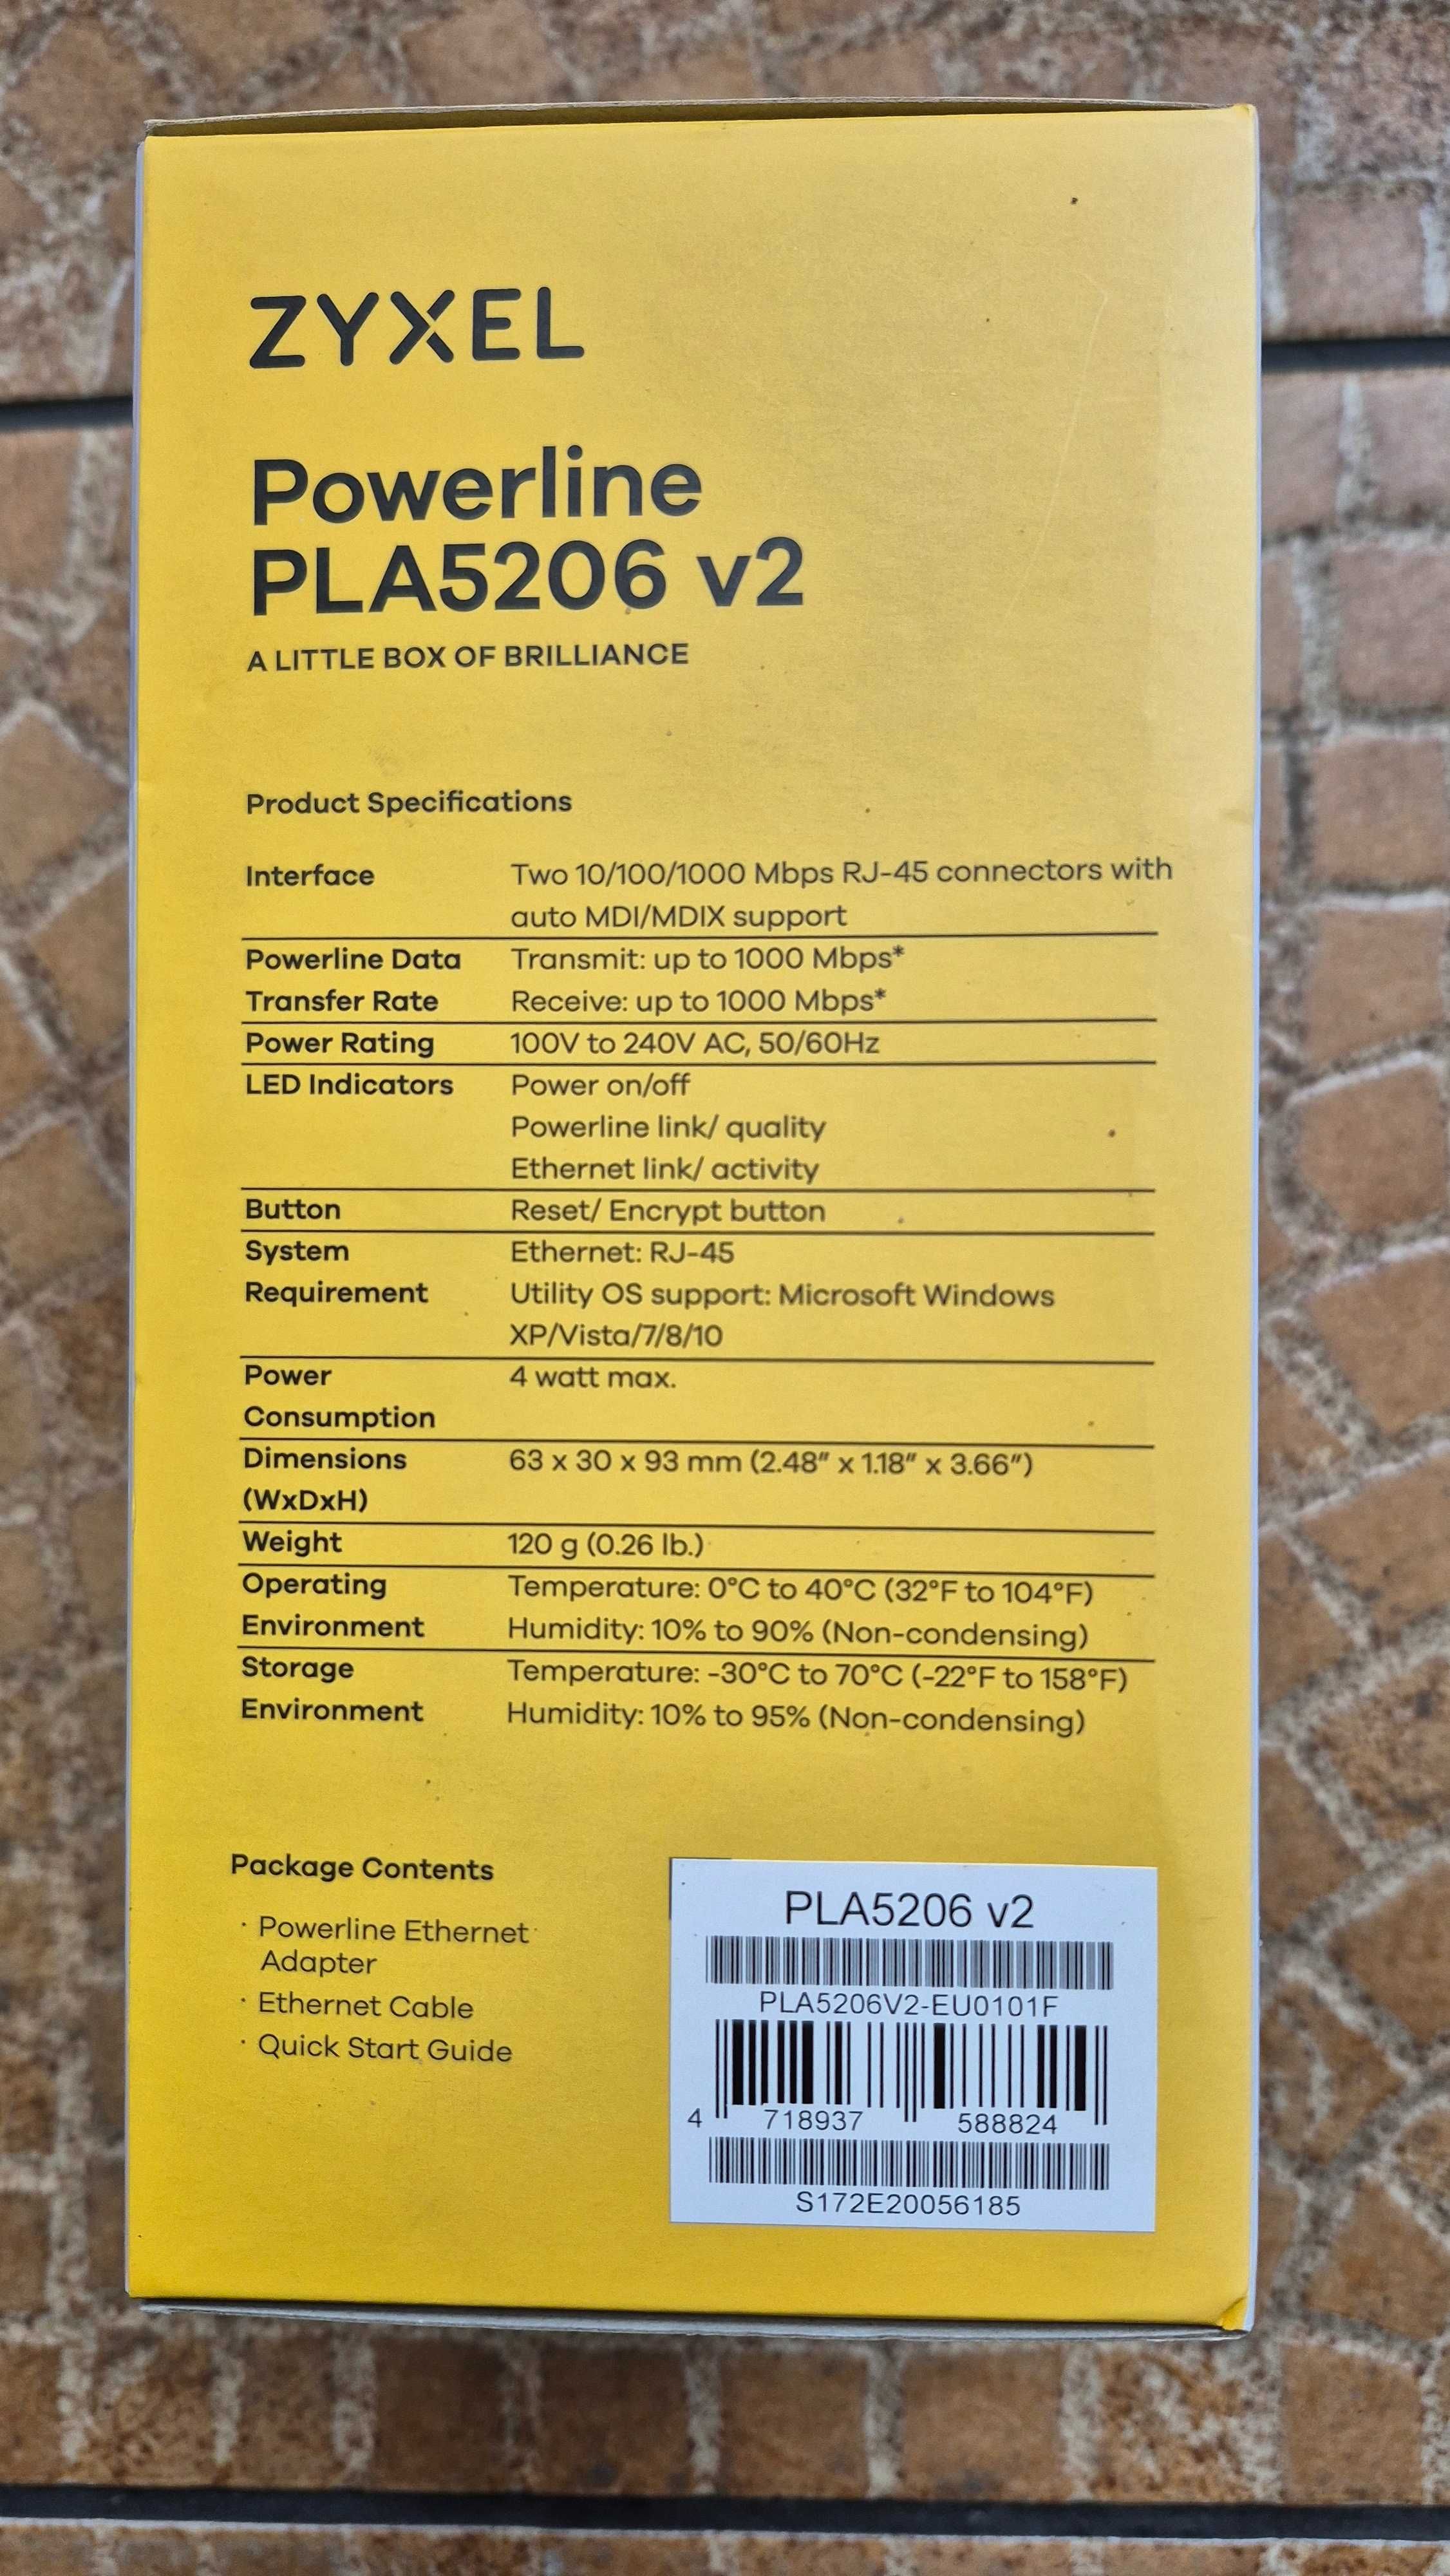 ZYXEL
Powerline
PLA5206 v2
A LITTLE BOX OF BRILLIANCE
Product Specifications
Interface Two 10/100/1000 Mbps RJ-45 connectors with
auto MDI/MDIX support
Powerline Data Transmit: up to 1000 Mbps*
Transfer Rate Receive: up to 1000 Mbps*
Power Rating 100V to 240V AC, 50/60Hz
LED Indicators Power on/off
Powerline link/ quality
Ethernet link/ activity
Button Reset/ Encrypt button
System Ethernet: RJ-45
Requirement Utility OS support: Microsoft Windows
XP/Vista/7/8/10
Power 4 watt max.
Consumption
Dimensions 63 x 30 x 93 mm (2.48” x 1.18” x 3.66”)
(WxDxH)
Weight 120 g (0.26 lb.)
Operating Temperature: 0°C to 40°C (32°F to 104°F)
Environment Humidity: 10% to 90% (Non-condensing)
Storage Temperature: -30°C to 70°C (-22°F to 158°F)
Environment Humidity: 10% to 95% (Non-condensing)
Package Contents
· Powerline Ethernet
Adapter
· Ethernet Cable
· Quick Start Guide
PLA5206 v2
PLA5206V2-EU0101F
4 718937 588824
S172E20056185